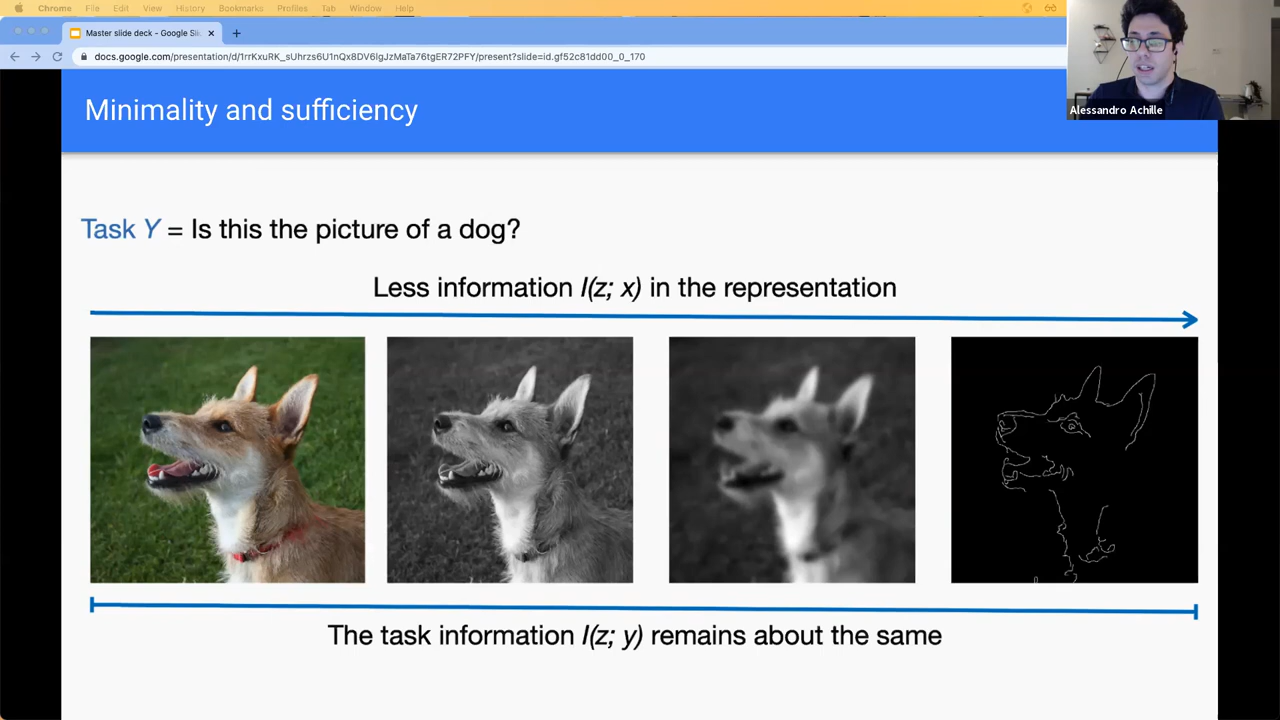 Chrome File Edit View History Bookmarks Profiles Tab Window Help
Master slide deck - Google Sli
docs.google.com/presentation/d/1rrKxuRK_sUhrzs6U1nQx8DV6IgJzMaTa76tgER72PFY/present?slide=id.gf52c81dd00_0_170
Alessandro Achille
Minimality and sufficiency
Task Y = Is this the picture of a dog?
Less information I(z; x) in the representation
The task information I(z; y) remains about the same